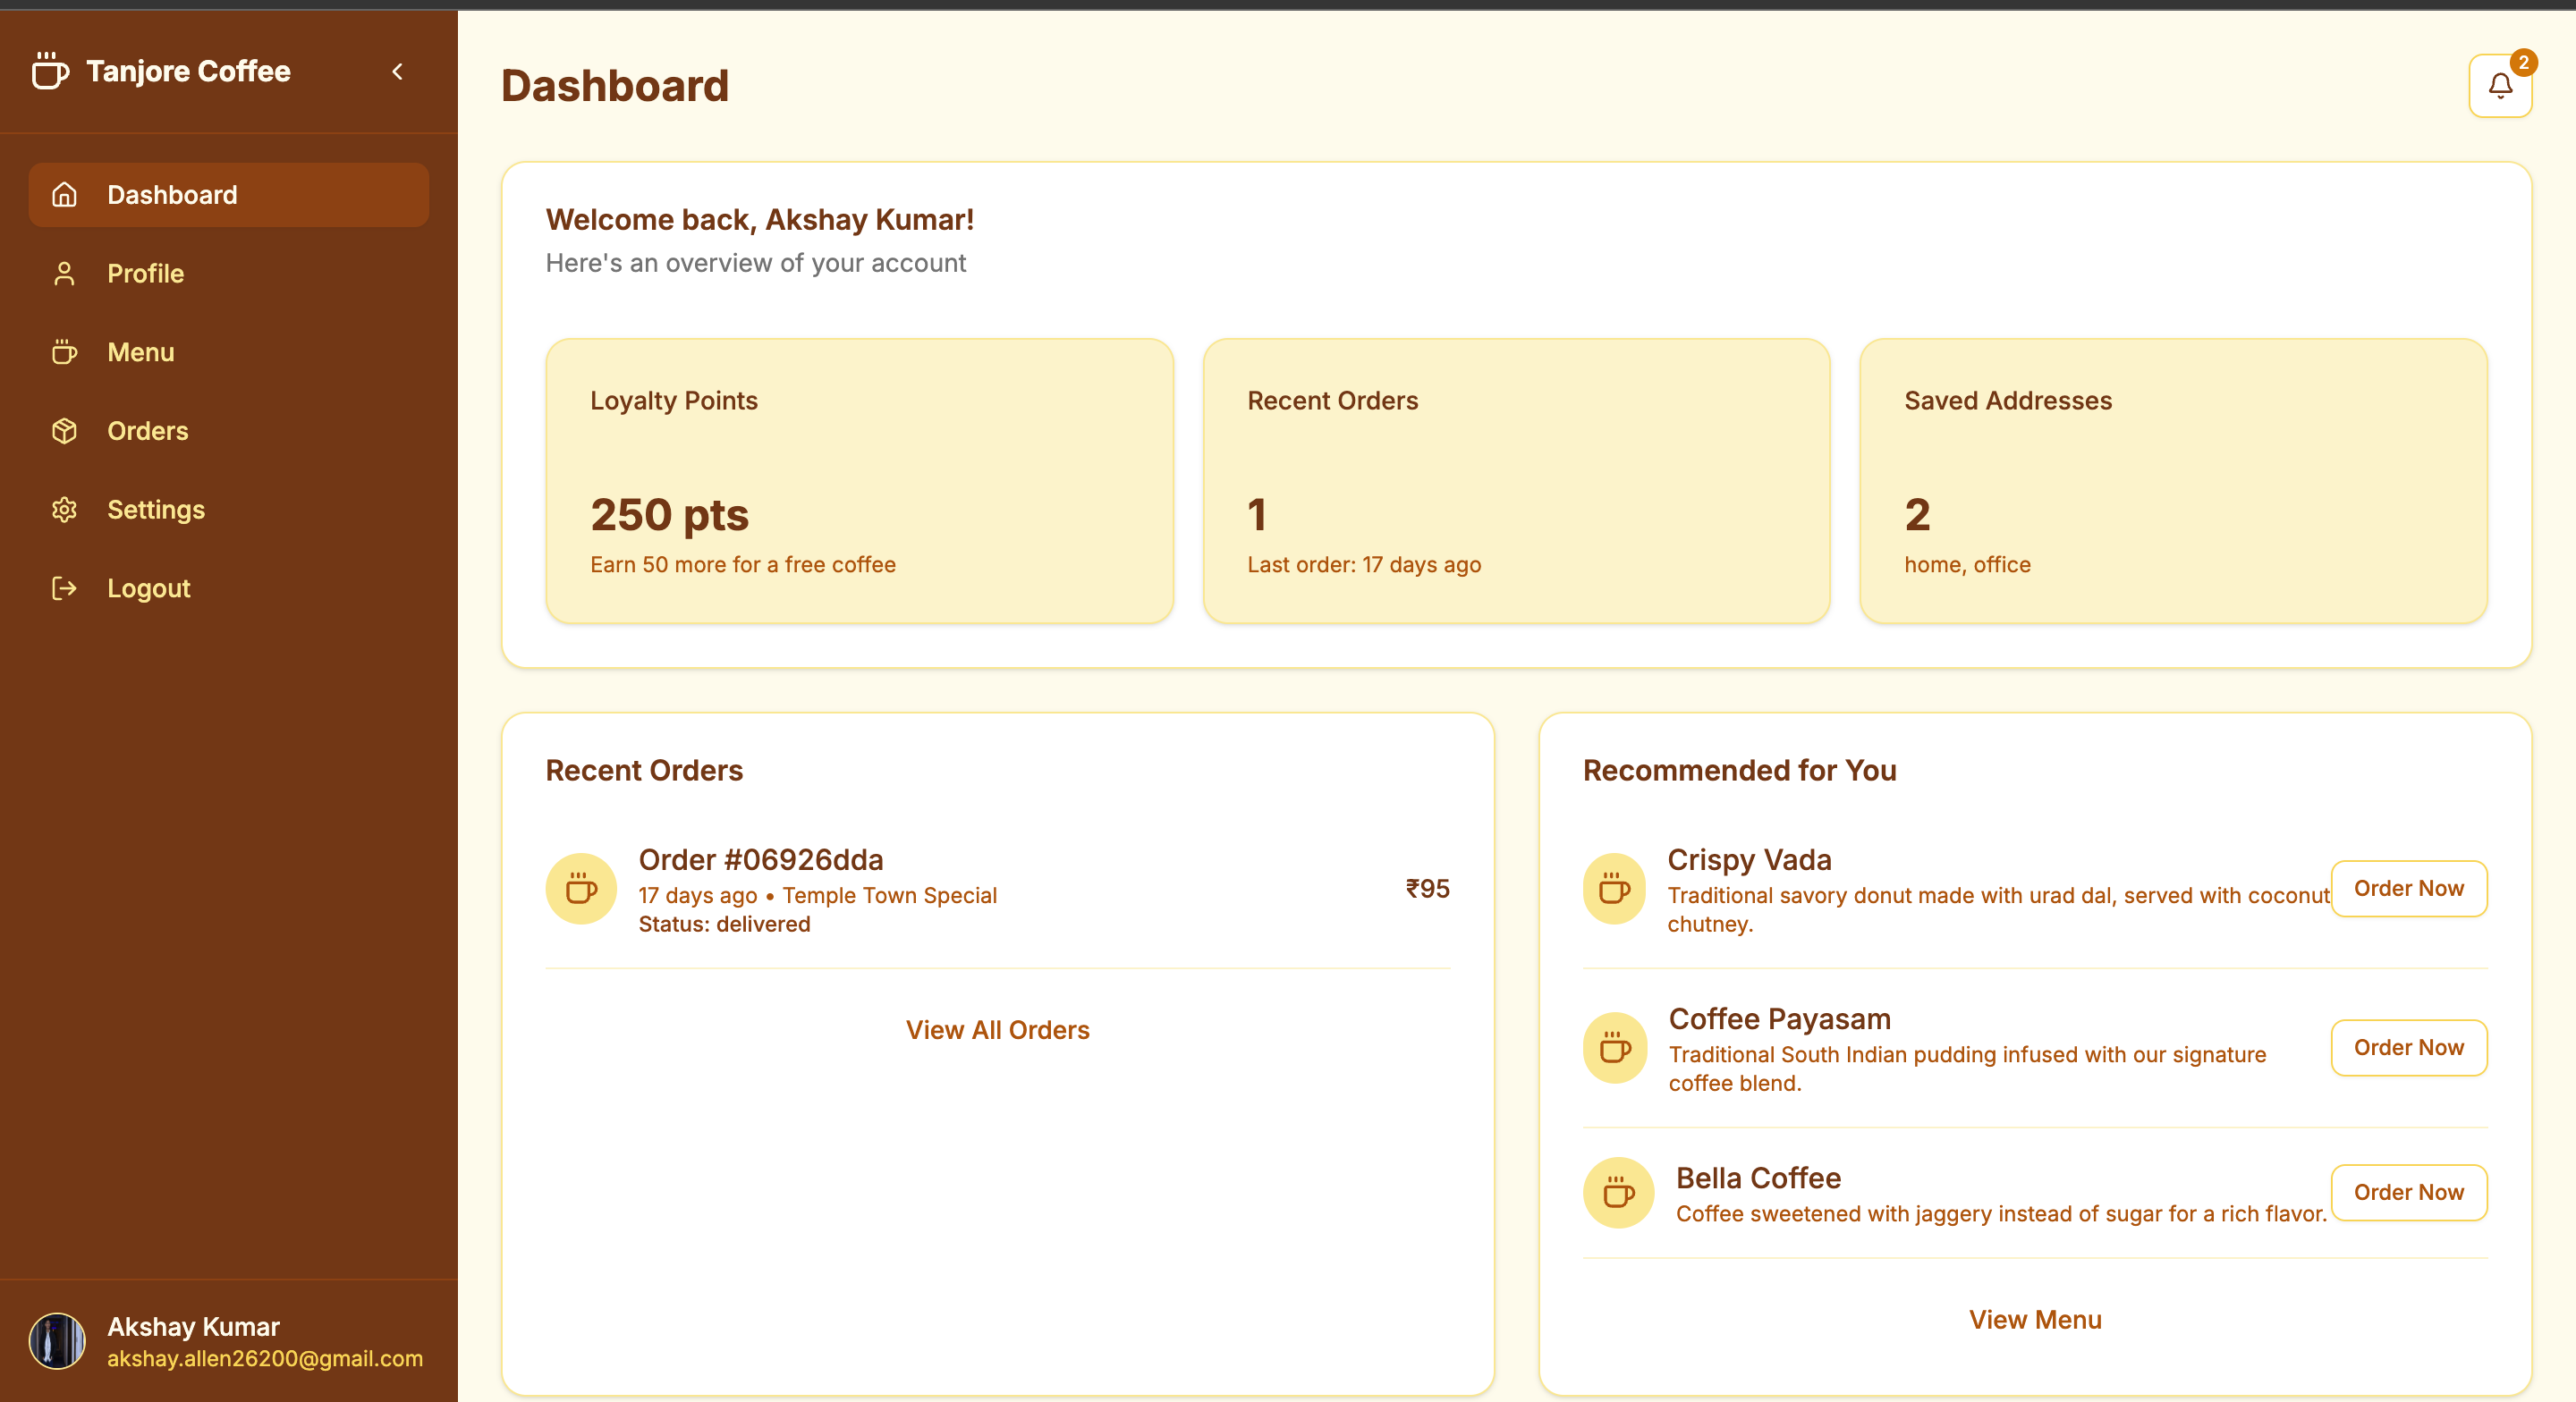 Tanjore Coffee
Dashboard
Profile
Menu
Orders
Settings
Logout
Akshay Kumar
akshay.allen26200@gmail.com
Dashboard
2
Welcome back, Akshay Kumar!
Here's an overview of your account
Loyalty Points
250 pts
Earn 50 more for a free coffee
Recent Orders
1
Last order: 17 days ago
Saved Addresses
2
home, office
Recent Orders
Order #06926dda
17 days ago • Temple Town Special
Status: delivered
₹95
View All Orders
Recommended for You
Crispy Vada
Traditional savory donut made with urad dal, served with coconut
chutney.
Order Now
Coffee Payasam
Traditional South Indian pudding infused with our signature
coffee blend.
Order Now
Bella Coffee
Coffee sweetened with jaggery instead of sugar for a rich flavor.
Order Now
View Menu